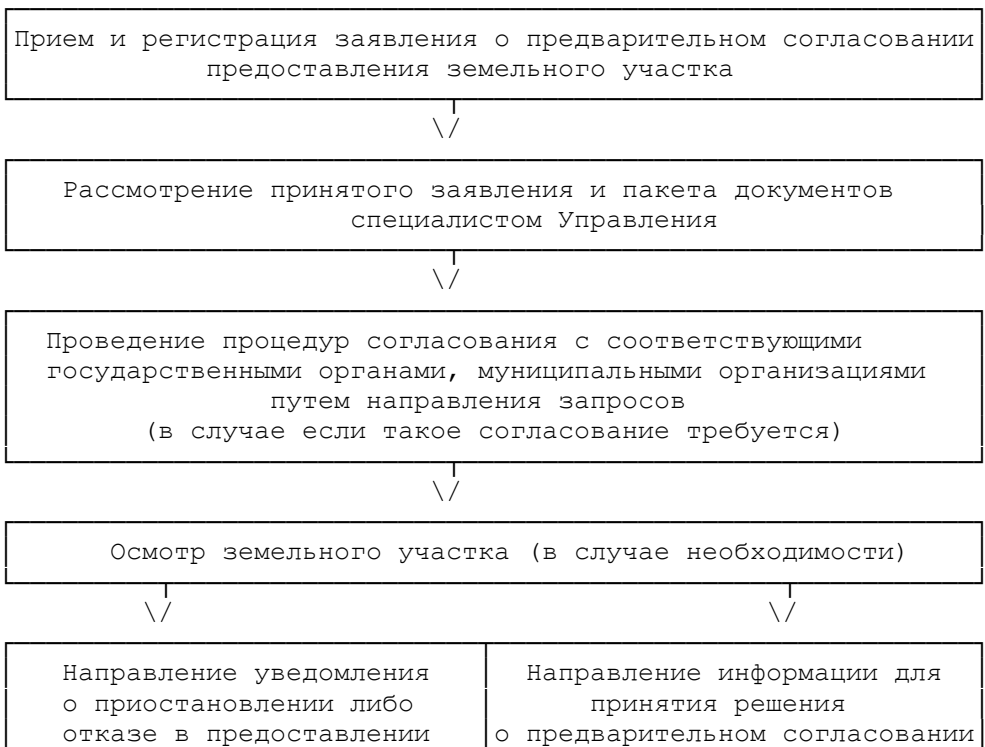 Прием и регистрация заявления о предварительном согласовании
предоставления земельного участка
\/
Рассмотрение принятого заявления и пакета документов
специалистом Управления
\/
Проведение процедур согласования с соответствующими
государственными органами, муниципальными организациями
путем направления запросов
(в случае если такое согласование требуется)
\/
Осмотр земельного участка (в случае необходимости)
\/ \/
Направление уведомления
о приостановлении либо
отказе в предоставлении
Направление информации для
принятия решения
о предварительном согласовании